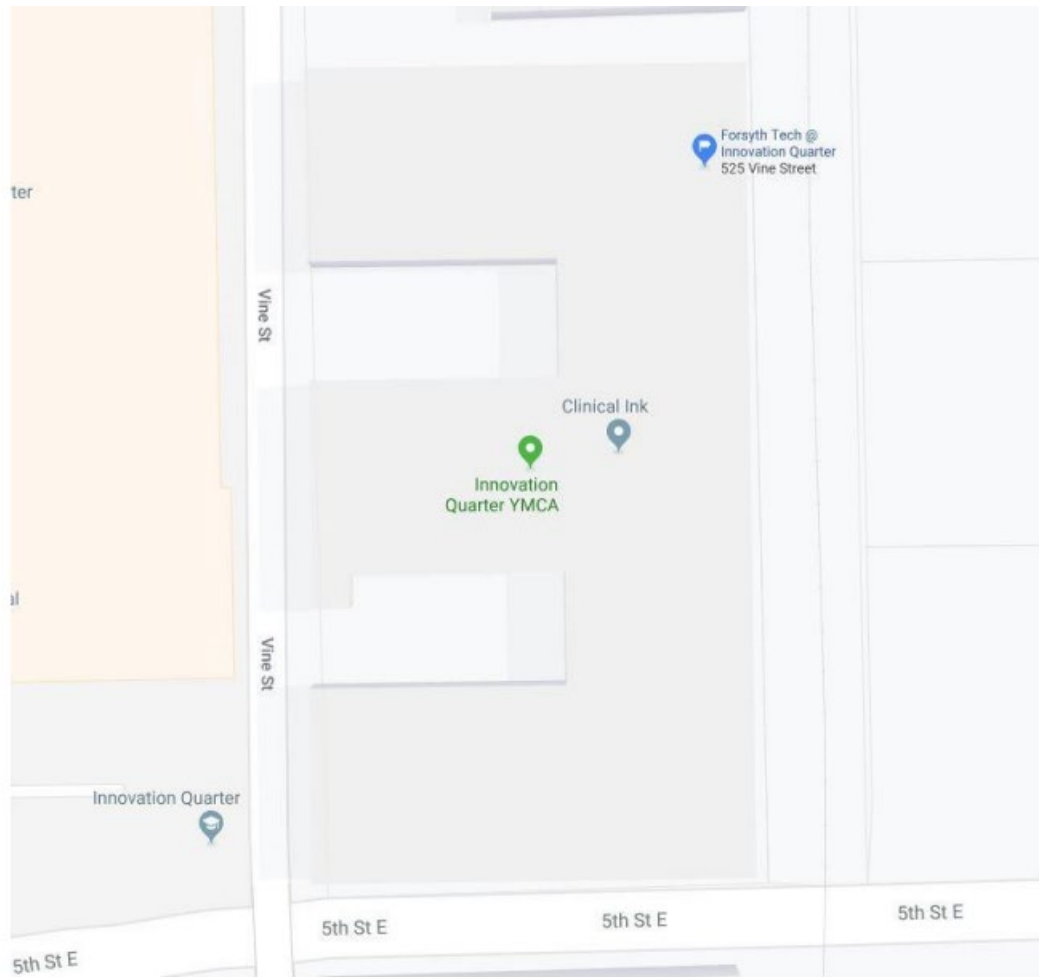 Forsyth Tech @
Innovation Quarter
525 Vine Street
ter
Vine St
Clinical Ink
Innovation
Quarter YMCA
al
Vine St
Innovation Quarter
5th St E
5th St E
5th St E
5th St E